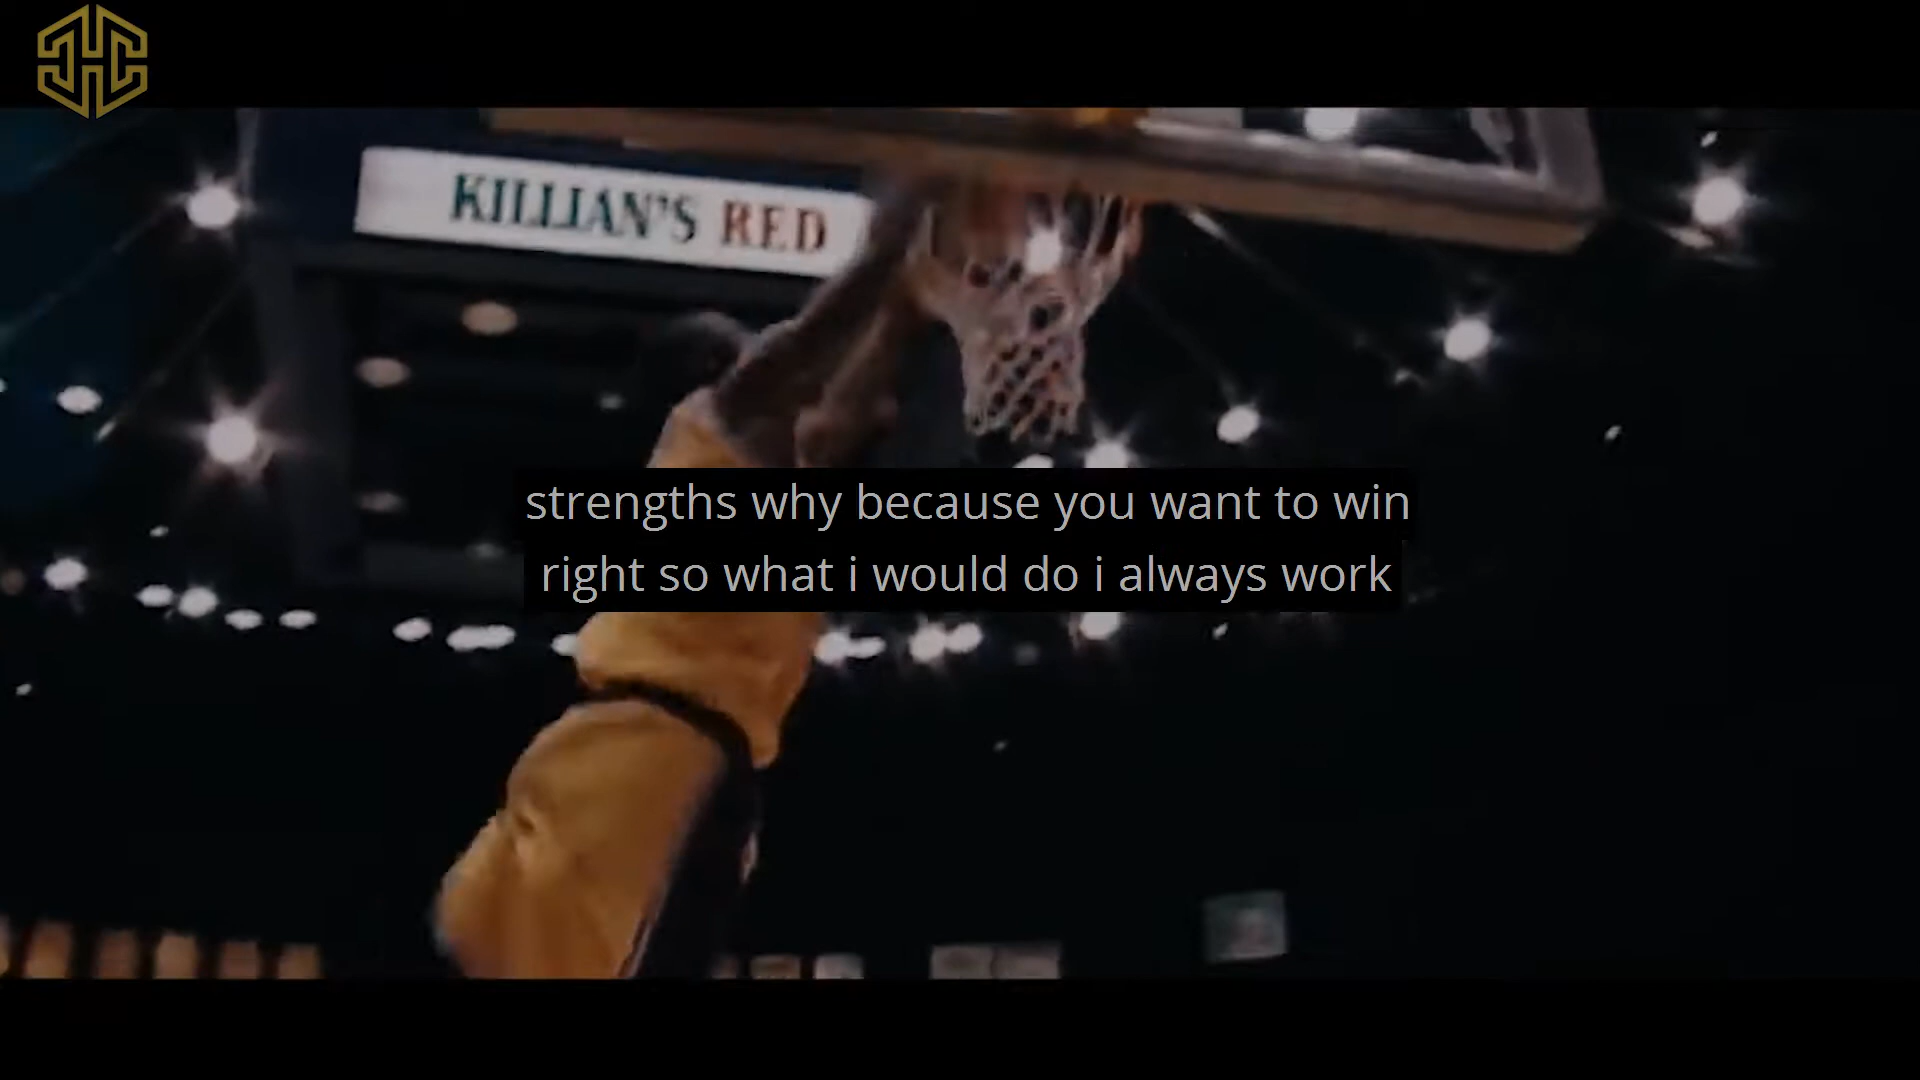 KILLIAN'S RED
strengths why because you want to win
right so what i would do i always work